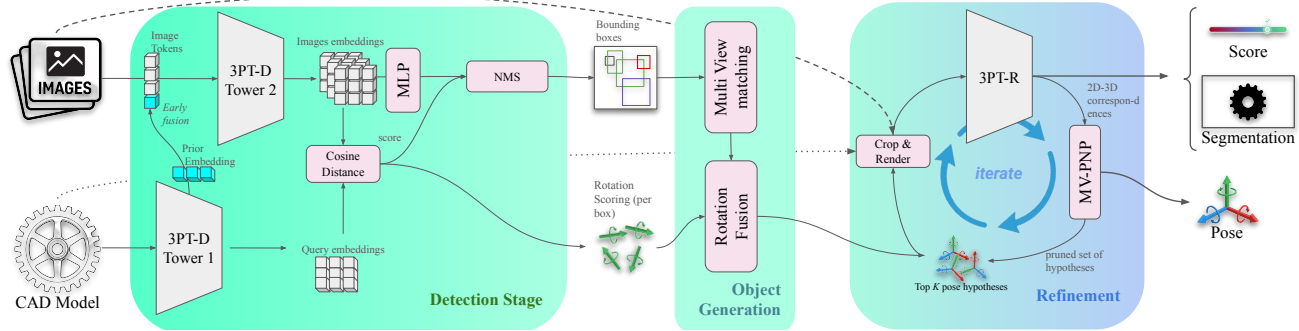 Image
Tokens
IMAGES
3PT-D
Tower 2
Early
fusion
Prior
Embedding
Images embeddings
MLP
NMS
score
Cosine
Distance
CAD Model
3PT-D
Tower 1
Query embeddings
Detection Stage
Bounding
boxes
Rotation
Scoring (per
box)
Multi View
matching
Rotation
Fusion
Object
Generation
Crop &
Render
3PT-R
iterate
2D-3D
correspon-d
ences
MV-PNP
pruned set of
hypotheses
Top K pose hypotheses
Refinement
Score
Segmentation
Pose